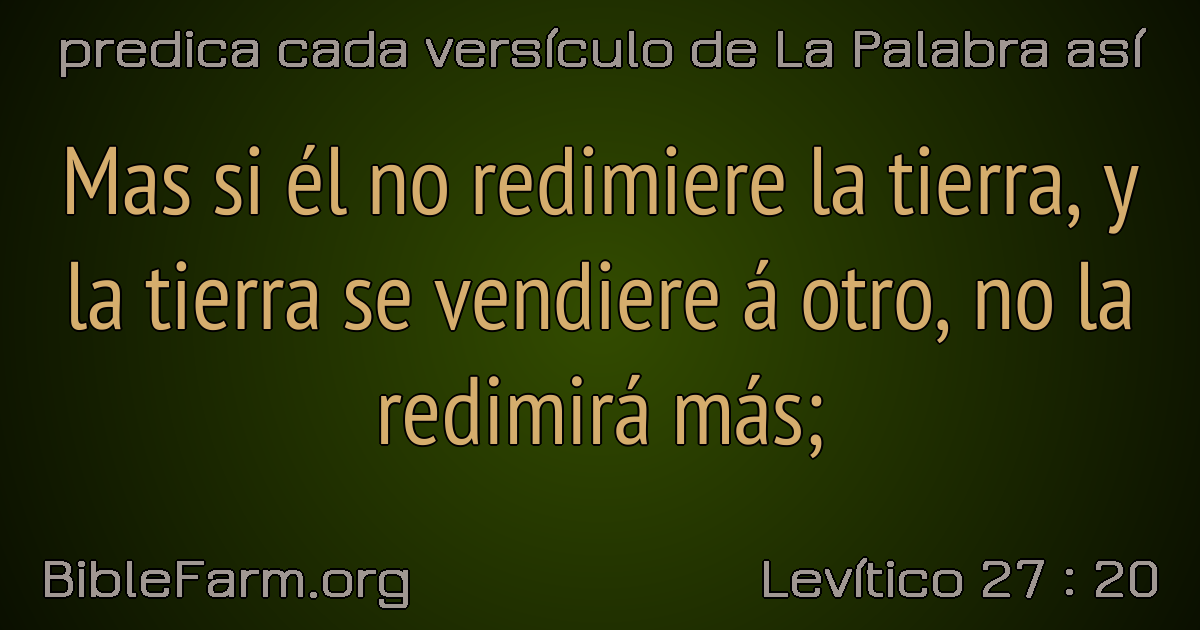 predica cada versículo de La Palabra así
Mas si él no redimiere la tierra, y
la tierra se vendiere á otro, no la
redimirá más;
BibleFarm.org
Levítico 27 : 20